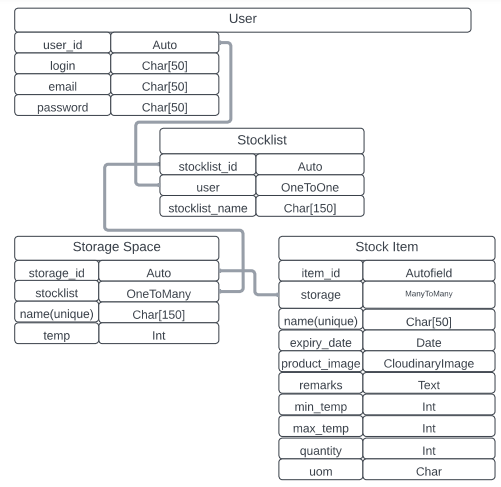 User
user_id Auto
login Char[50]
email Char[50]
password Char[50]
Stocklist
stocklist_id Auto
user OneToOne
stocklist_name Char[150]
Storage Space
storage_id Auto
stocklist OneToMany
name(unique) Char[150]
temp Int
Stock Item
item_id Autofield
storage ManyToMany
name(unique) Char[50]
expiry_date Date
product_image CloudinaryImage
remarks Text
min_temp Int
max_temp Int
quantity Int
uom Char